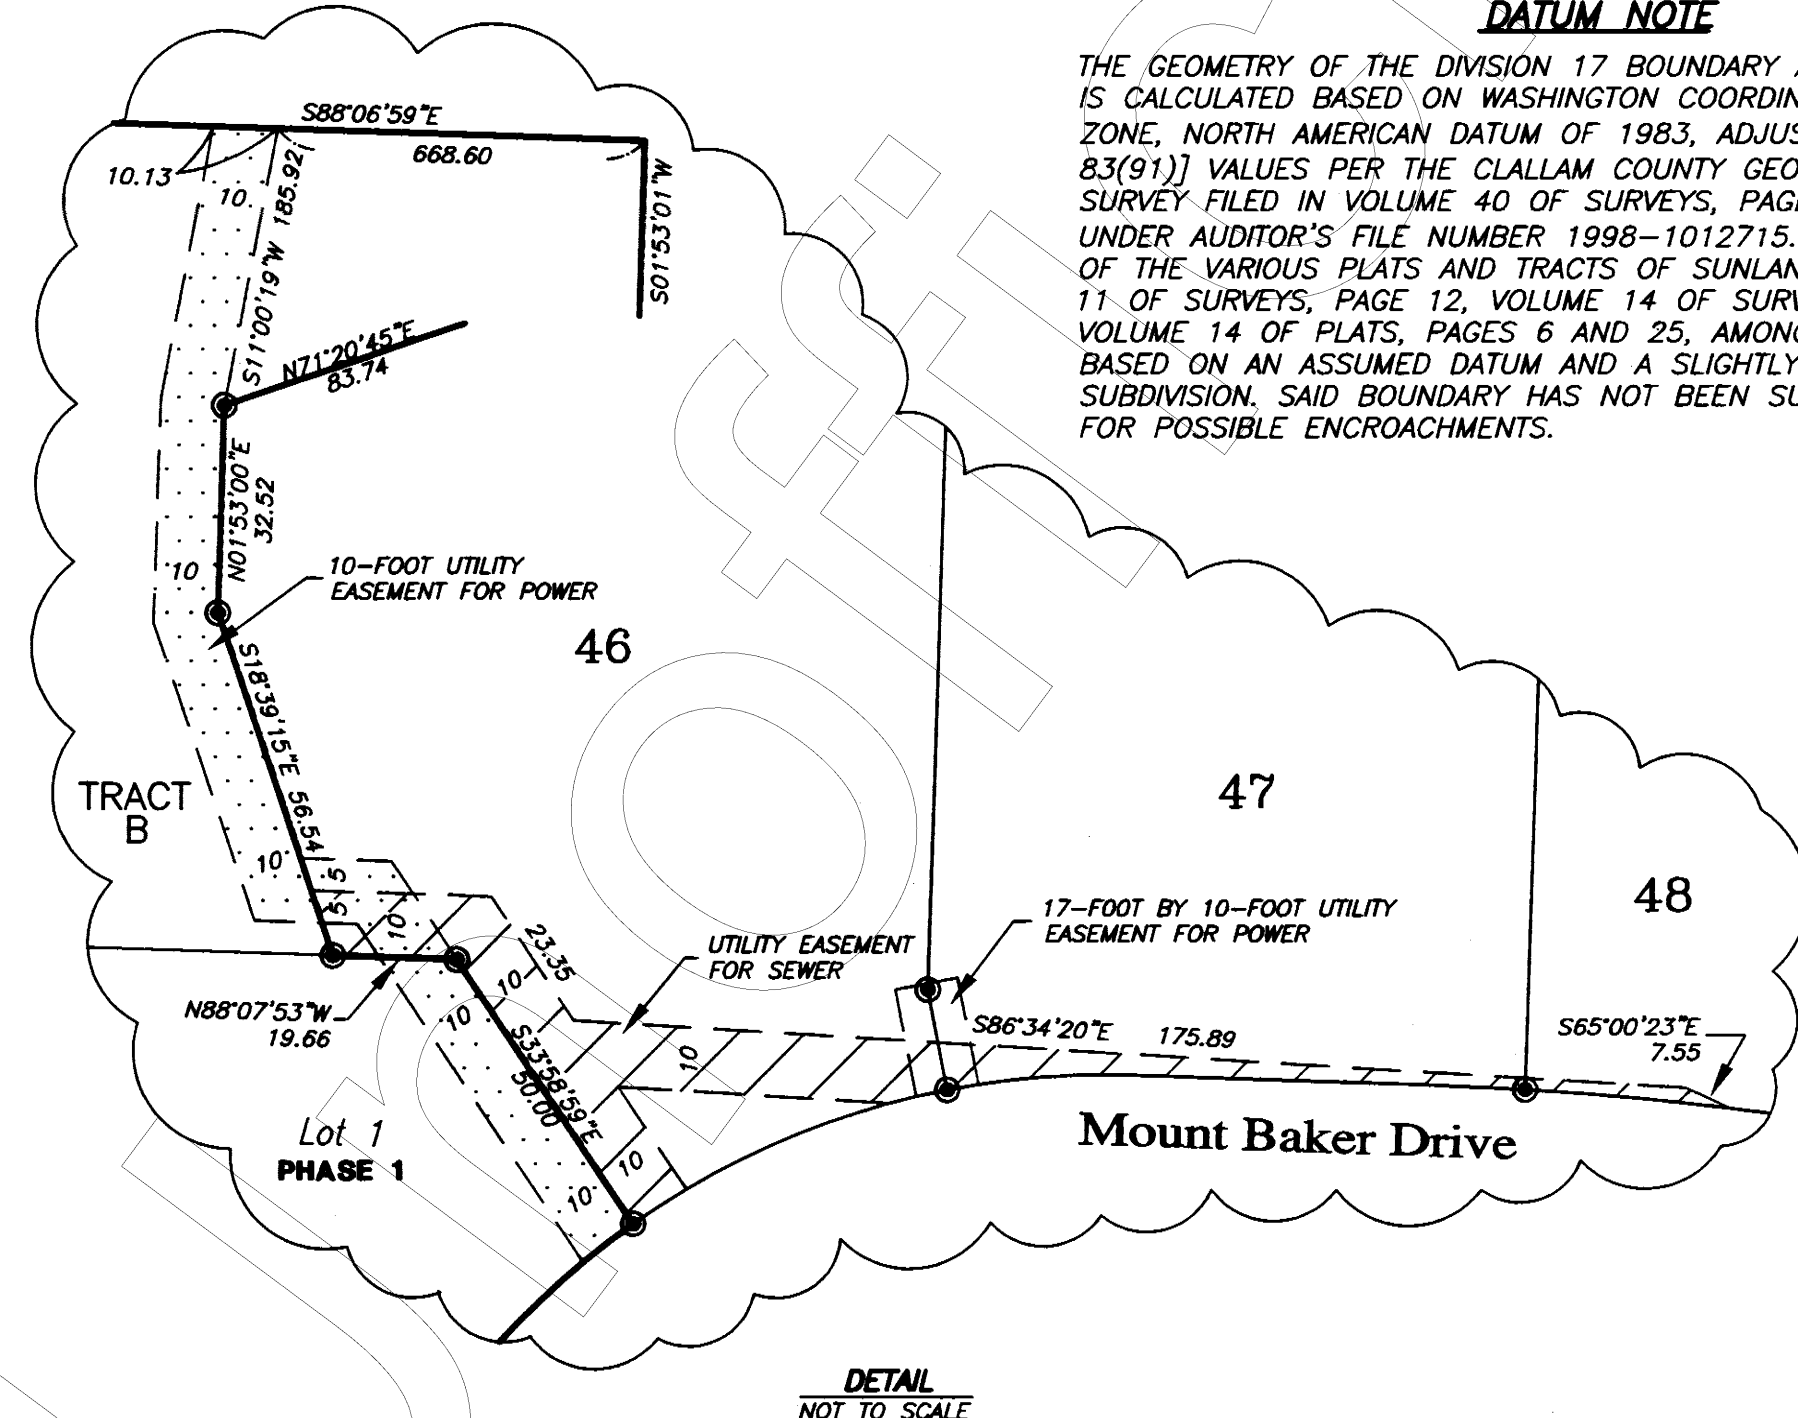 DATUM NOTE
THE GEOMETRY OF THE DIVISION 17 BOUNDARY
IS CALCULATED BASED ON WASHINGTON COORDIN
ZONE, NORTH AMERICAN DATUM OF 1983, ADJUS
83(91)] VALUES PER THE CLALLAM COUNTY GEO
SURVEY FILED IN VOLUME 40 OF SURVEYS, PAG
UNDER AUDITOR'S FILE NUMBER 1998-1012715.
OF THE VARIOUS PLATS AND TRACTS OF SUNLAN
11 OF SURVEYS, PAGE 12, VOLUME 14 OF SURV
VOLUME 14 OF PLATS, PAGES 6 AND 25, AMON
BASED ON AN ASSUMED DATUM AND A SLIGHTLY
SUBDIVISION. SAID BOUNDARY HAS NOT BEEN SU
FOR POSSIBLE ENCROACHMENTS.
S88°06'59"E
668.60
10.13
10
S11°00'19"W 185.92
S01°53'01"W
N71°20'45"E
83.74
N01°53'00"E
32.52
10
10-FOOT UTILITY
EASEMENT FOR POWER
46
S18°39'15"E 56.54
TRACT
B
47
48
10
5
5
10
23.35
10
10
17-FOOT BY 10-FOOT UTILITY
EASEMENT FOR POWER
UTILITY EASEMENT
FOR SEWER
N88°07'53"W
19.66
S33°58'59"E
50.00
10
S86°34'20"E 175.89
S65°00'23"E
7.55
Lot 1
PHASE 1
10
10
Mount Baker Drive
DETAIL
NOT TO SCALE